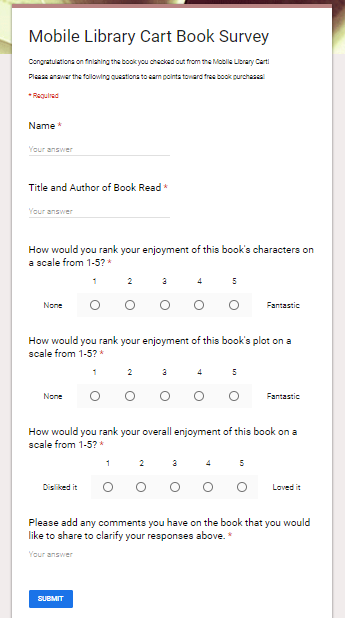 Mobile Library Cart Book Survey
Congratulations on finishing the book you checked out from the Mobile Library Cart!
Please answer the following questions to earn points toward free book purchases!
* Required
Name *
Your answer
Title and Author of Book Read *
Your answer
How would you rank your enjoyment of this book's characters on
a scale from 1-5? *
1 2 3 4 5
None Fantastic
How would you rank your enjoyment of this book's plot on a
scale from 1-5? *
1 2 3 4 5
None Fantastic
How would you rank your overall enjoyment of this book on a
scale from 1-5? *
1 2 3 4 5
Disliked it Loved it
Please add any comments you have on the book that you would
like to share to clarify your responses above. *
Your answer
SUBMIT